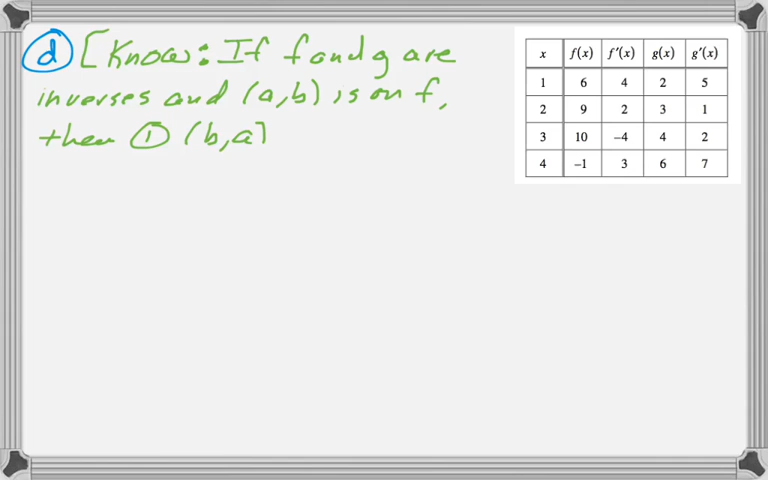 d [Know: If f and g are
inverses and (a,b) is on f,
then ① (b,a]
x f(x) f′(x) g(x) g′(x)
1 6 4 2 5
2 9 2 3 1
3 10 –4 4 2
4 –1 3 6 7